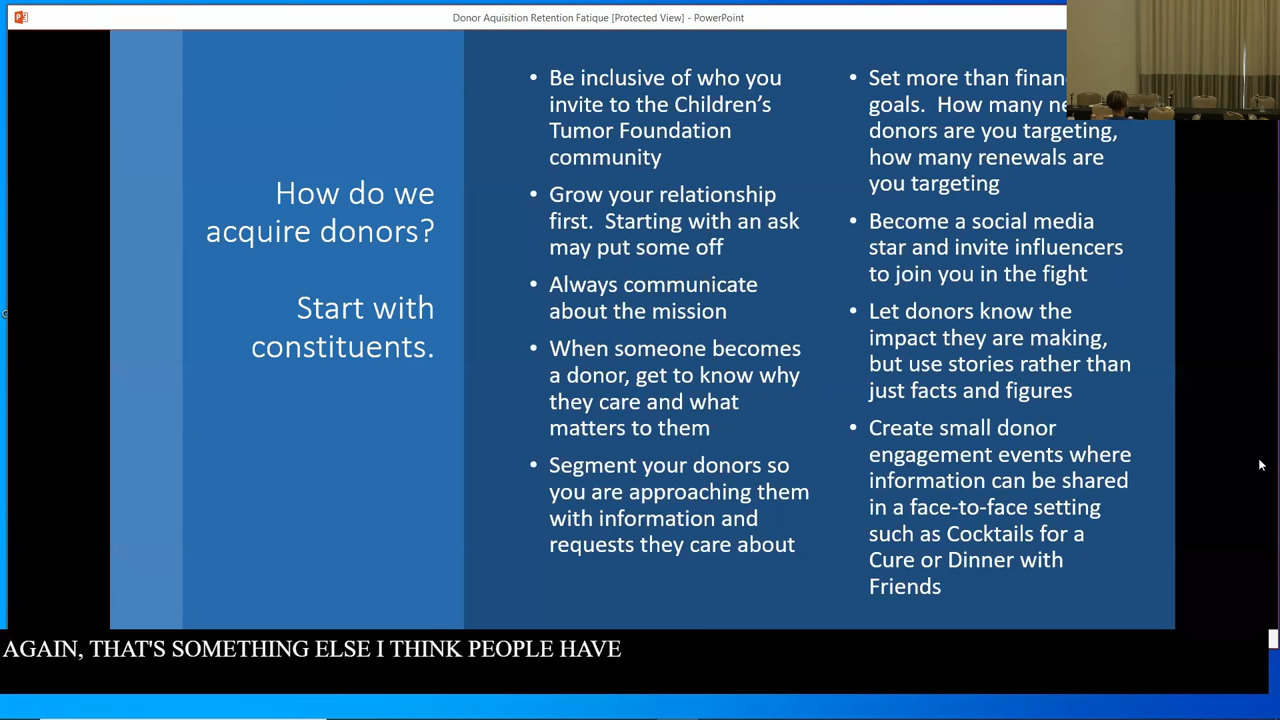 Donor Aquisition Retention Fatique [Protected View] - PowerPoint
How do we
acquire donors?
Start with
constituents.
• Be inclusive of who you
invite to the Children's
Tumor Foundation
community
• Grow your relationship
first.  Starting with an ask
may put some off
• Always communicate
about the mission
• When someone becomes
a donor, get to know why
they care and what
matters to them
• Segment your donors so
you are approaching them
with information and
requests they care about
• Set more than
goals.  How many
donors are you targeting,
how many renewals are
you targeting
• Become a social media
star and invite influencers
to join you in the fight
• Let donors know the
impact they are making,
but use stories rather than
just facts and figures
• Create small donor
engagement events where
information can be shared
in a face-to-face setting
such as Cocktails for a
Cure or Dinner with
Friends
AGAIN, THAT'S SOMETHING ELSE I THINK PEOPLE HAVE